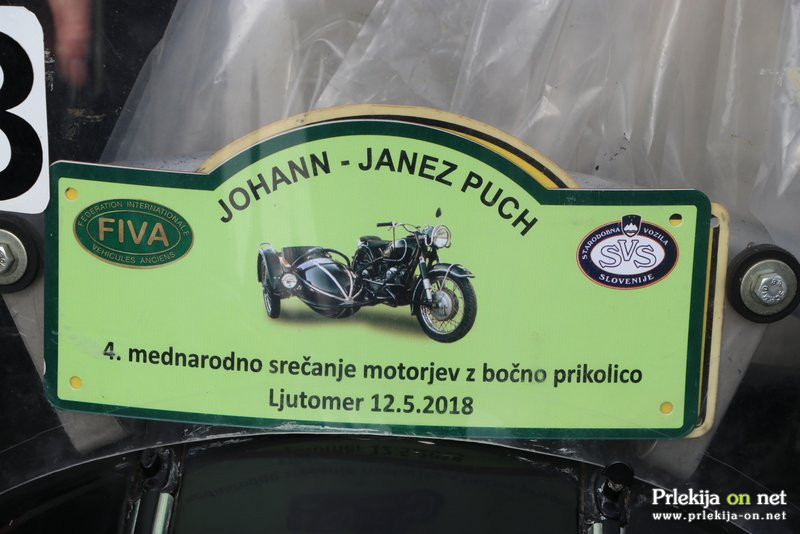 8
JOHANN - JANEZ PUCH
FEDERATION INTERNATIONALE
FIVA
VEHICULES ANCIENS
STARODOBNA VOZILA
SVS
SLOVENIJE
4. mednarodno srečanje motorjev z bočno prikolico
Ljutomer 12.5.2018
Prlekija on net
www.prlekija-on.net